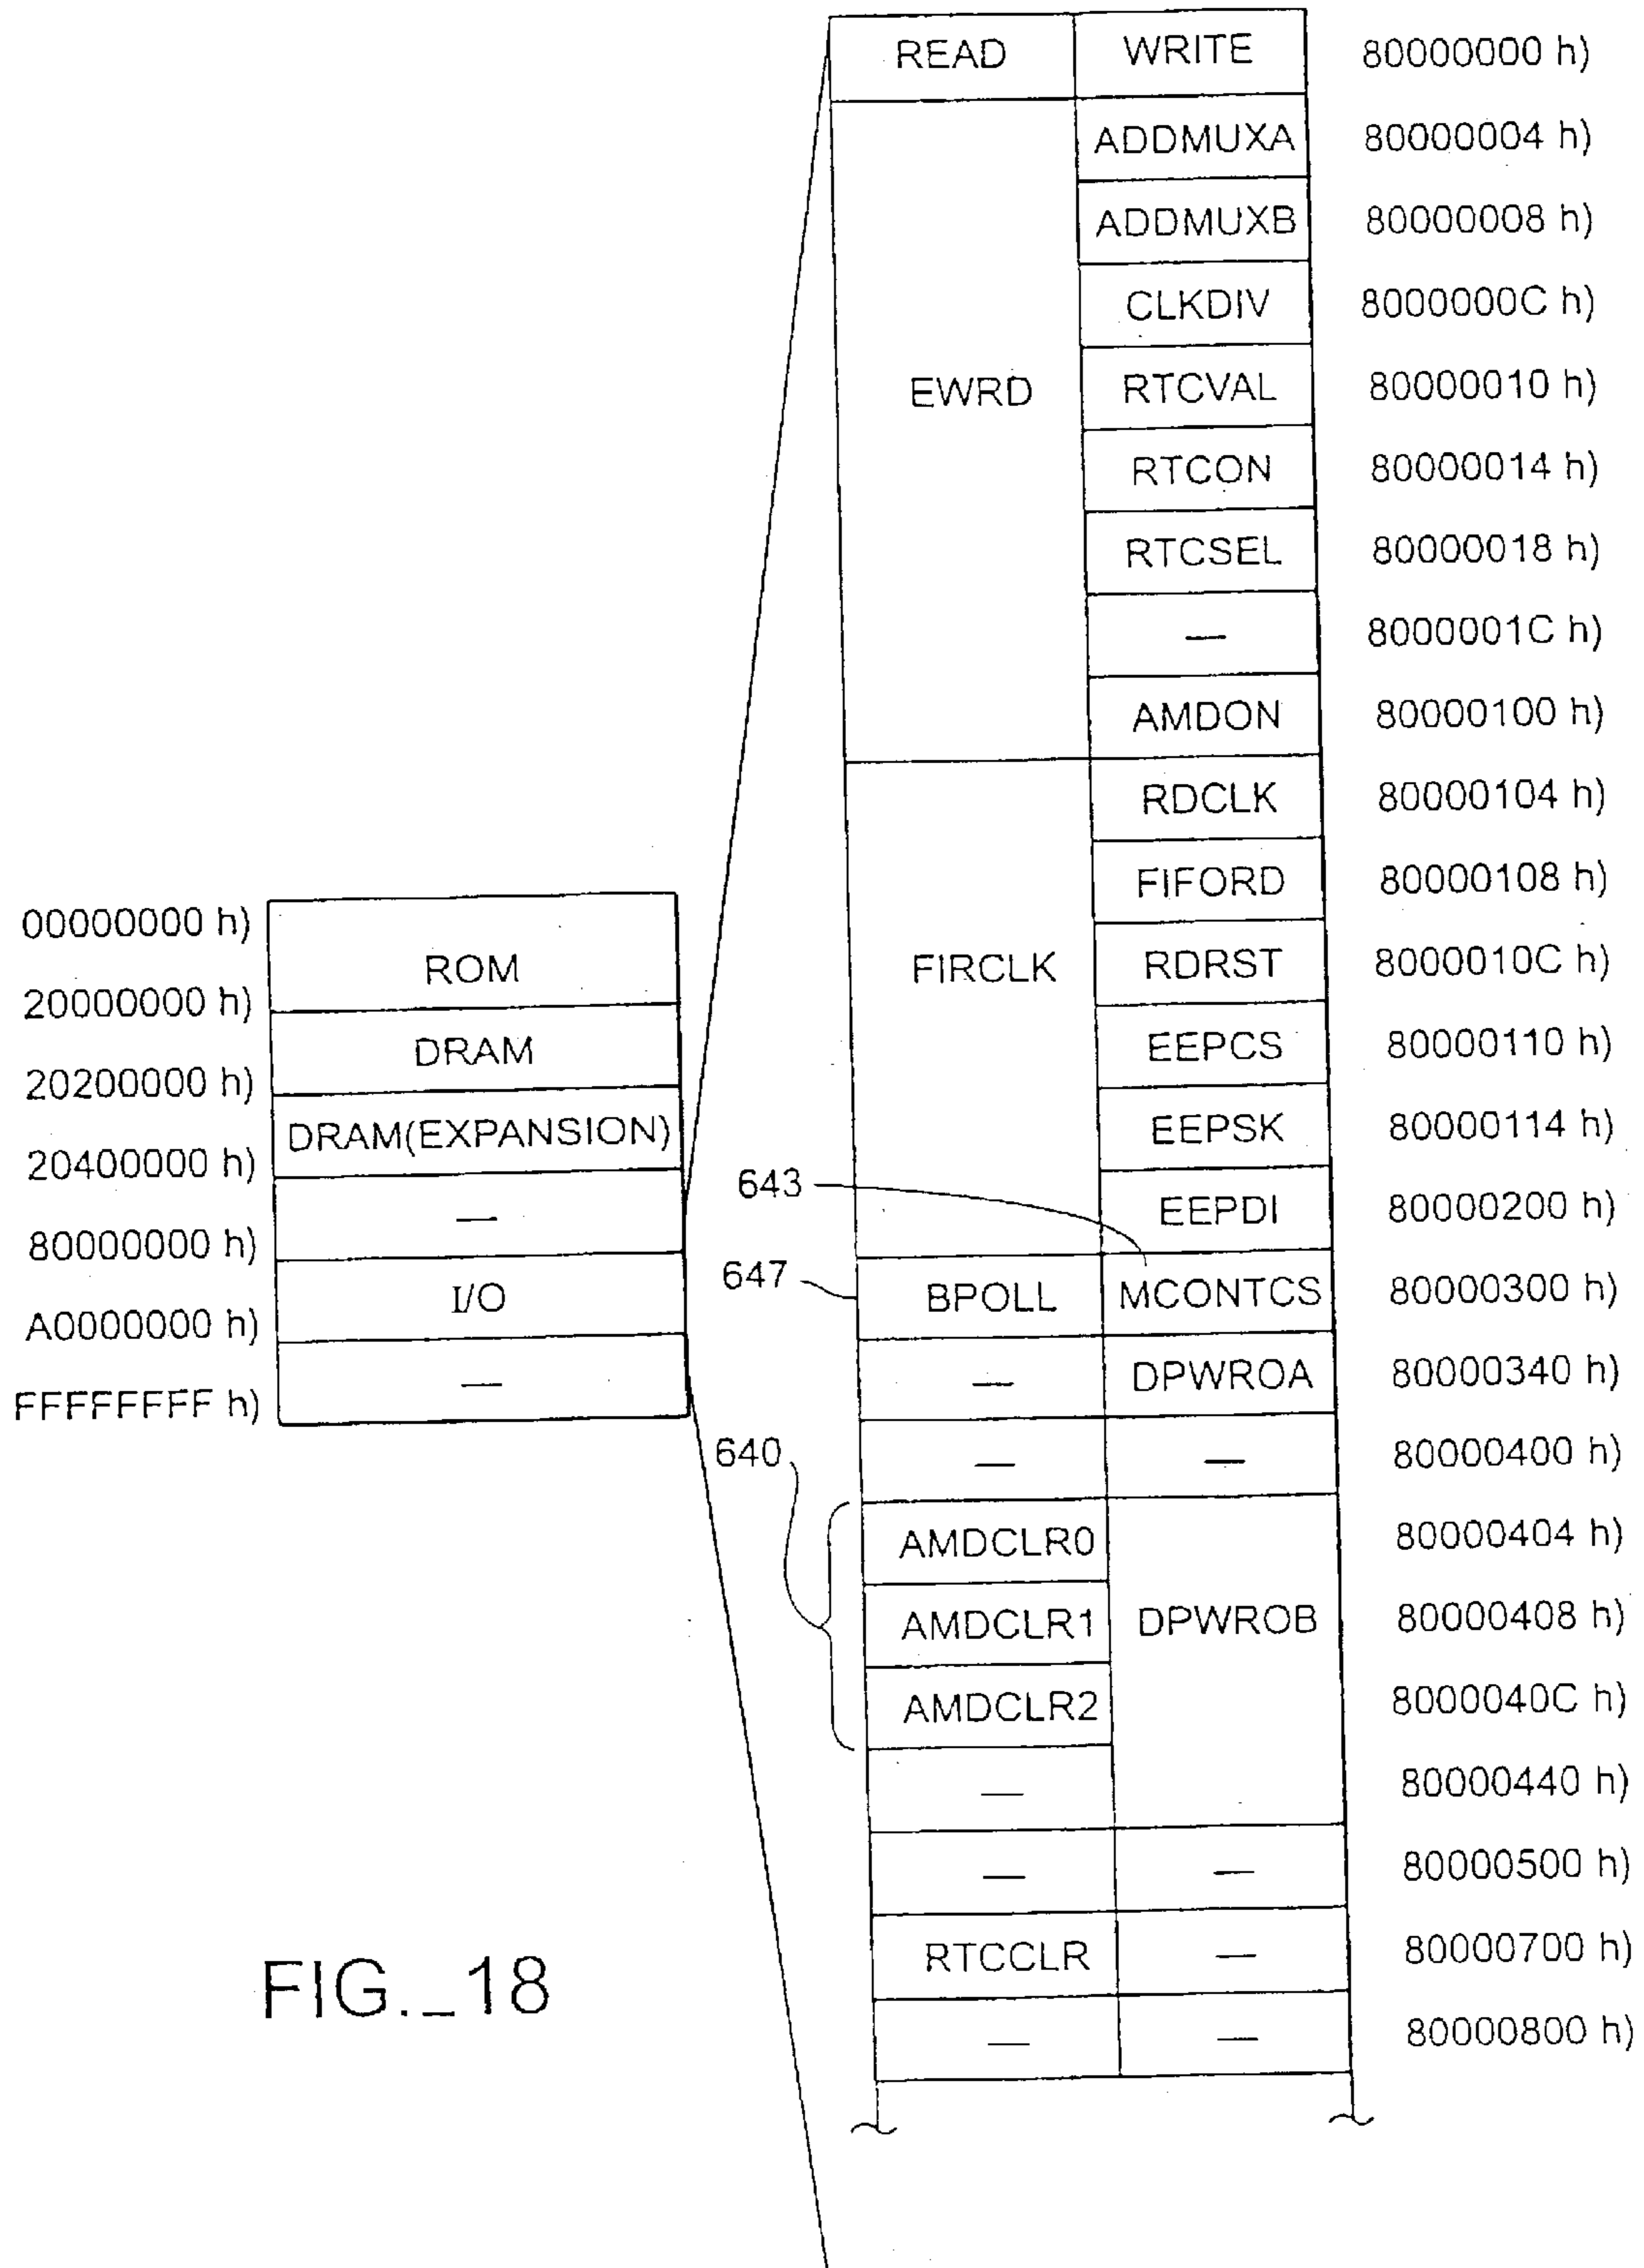 READ WRITE 80000000 h)
ADDMUXA 80000004 h)
ADDMUXB 80000008 h)
CLKDIV 8000000C h)
EWRD RTCVAL 80000010 h)
RTCON 80000014 h)
RTCSEL 80000018 h)
— 8000001C h)
AMDON 80000100 h)
RDCLK 80000104 h)
FIFORD 80000108 h)
FIRCLK RDRST 8000010C h)
EEPCS 80000110 h)
EEPSK 80000114 h)
643 EEPDI 80000200 h)
647 BPOLL MCONTCS 80000300 h)
— DPWROA 80000340 h)
— — 80000400 h)
640 AMDCLR0 80000404 h)
AMDCLR1 DPWROB 80000408 h)
AMDCLR2 8000040C h)
— 80000440 h)
— — 80000500 h)
RTCCLR — 80000700 h)
— — 80000800 h)
00000000 h)
ROM
20000000 h)
DRAM
20200000 h)
DRAM(EXPANSION)
20400000 h)
—
80000000 h)
I/O
A0000000 h)
—
FFFFFFFF h)
FIG._18